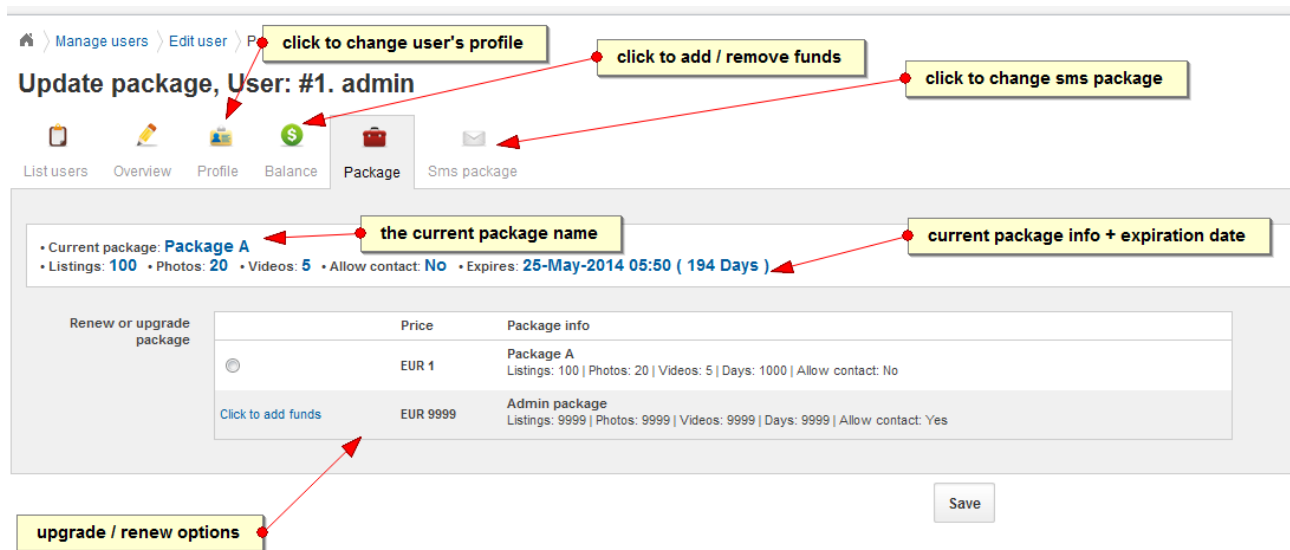 Manage users Edit user P
click to change user's profile
click to add / remove funds
click to change sms package
Update package, User: #1. admin
List users Overview Profile Balance Package Sms package
the current package name
current package info + expiration date
• Current package: Package A
• Listings: 100 • Photos: 20 • Videos: 5 • Allow contact: No • Expires: 25-May-2014 05:50 ( 194 Days )
Renew or upgrade
package
Price Package info
EUR 1 Package A
Listings: 100 | Photos: 20 | Videos: 5 | Days: 1000 | Allow contact: No
Click to add funds EUR 9999 Admin package
Listings: 9999 | Photos: 9999 | Videos: 9999 | Days: 9999 | Allow contact: Yes
Save
upgrade / renew options